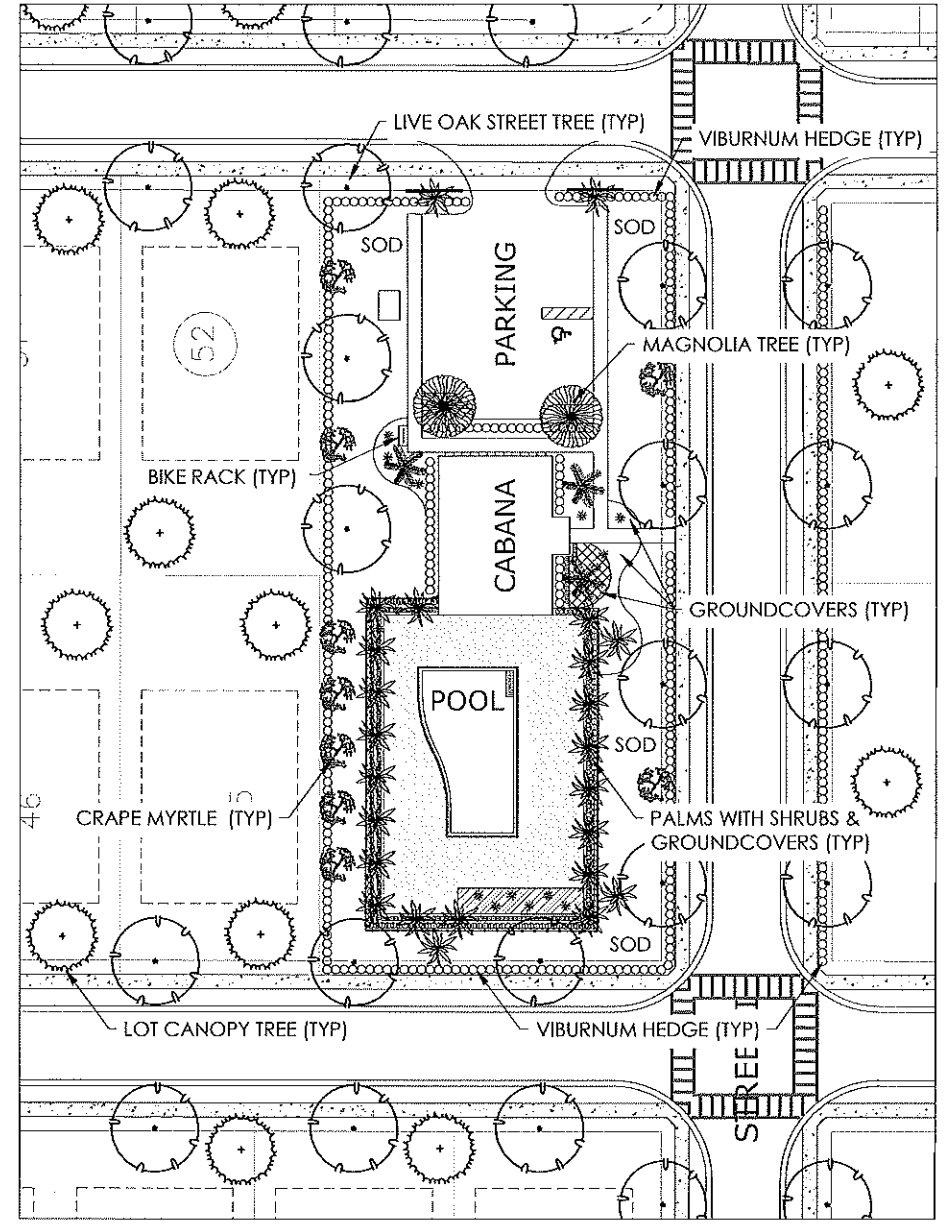 LIVE OAK STREET TREE (TYP)
VIBURNUM HEDGE (TYP)
SOD
SOD
PARKING
52
MAGNOLIA TREE (TYP)
BIKE RACK (TYP)
CABANA
GROUNDCOVERS (TYP)
POOL
SOD
CRAPE MYRTLE (TYP)
PALMS WITH SHRUBS &
GROUNDCOVERS (TYP)
SOD
LOT CANOPY TREE (TYP)
VIBURNUM HEDGE (TYP)